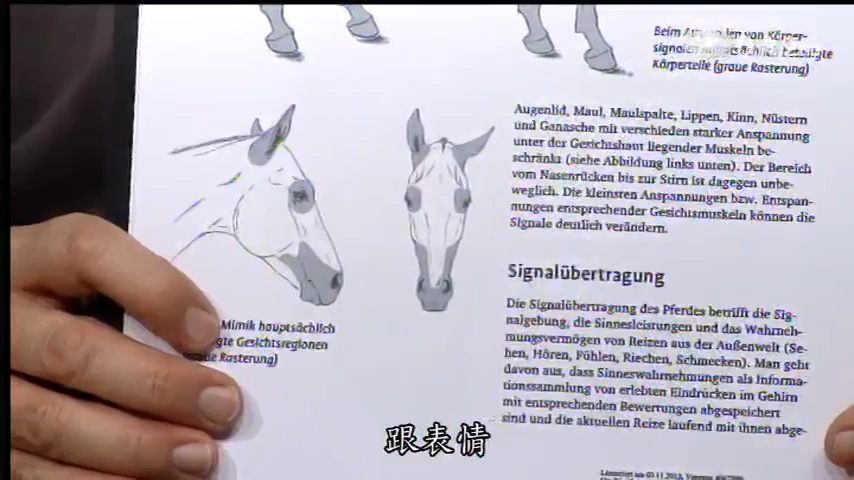 Beim von Körper-
signalen hauptsächlich beteiligte
Körperteile (graue Rasterung)
Augenlid, Maul, Maulspalte, Lippen, Kinn, Nüstern
und Ganasche mit verschieden starker Anspannung
unter der Gesichtshaut liegender Muskeln be-
schränkt (siehe Abbildung links unten). Der Bereich
vom Nasenrücken bis zur Stirn ist dagegen unbe-
weglich. Die kleinsten Anspannungen bzw. Entspan-
nungen entsprechender Gesichtsmuskeln können die
Signale deutlich verändern.
Signalübertragung
Die Signalübertragung des Pferdes betrifft die Sig-
nalgebung, die Sinnesleistungen und das Wahrneh-
mungsvermögen von Reizen aus der Außenwelt (Se-
hen, Hören, Fühlen, Riechen, Schmecken). Man geht
davon aus, dass Sinneswahrnehmungen als Informa-
tionssammlung von erlebten Eindrücken im Gehirn
mit entsprechenden Bewertungen abgespeichert
sind und die aktuellen Reize laufend mit ihnen abge-
Mimik hauptsächlich
Gesichtsregionen
Rasterung)
跟表情